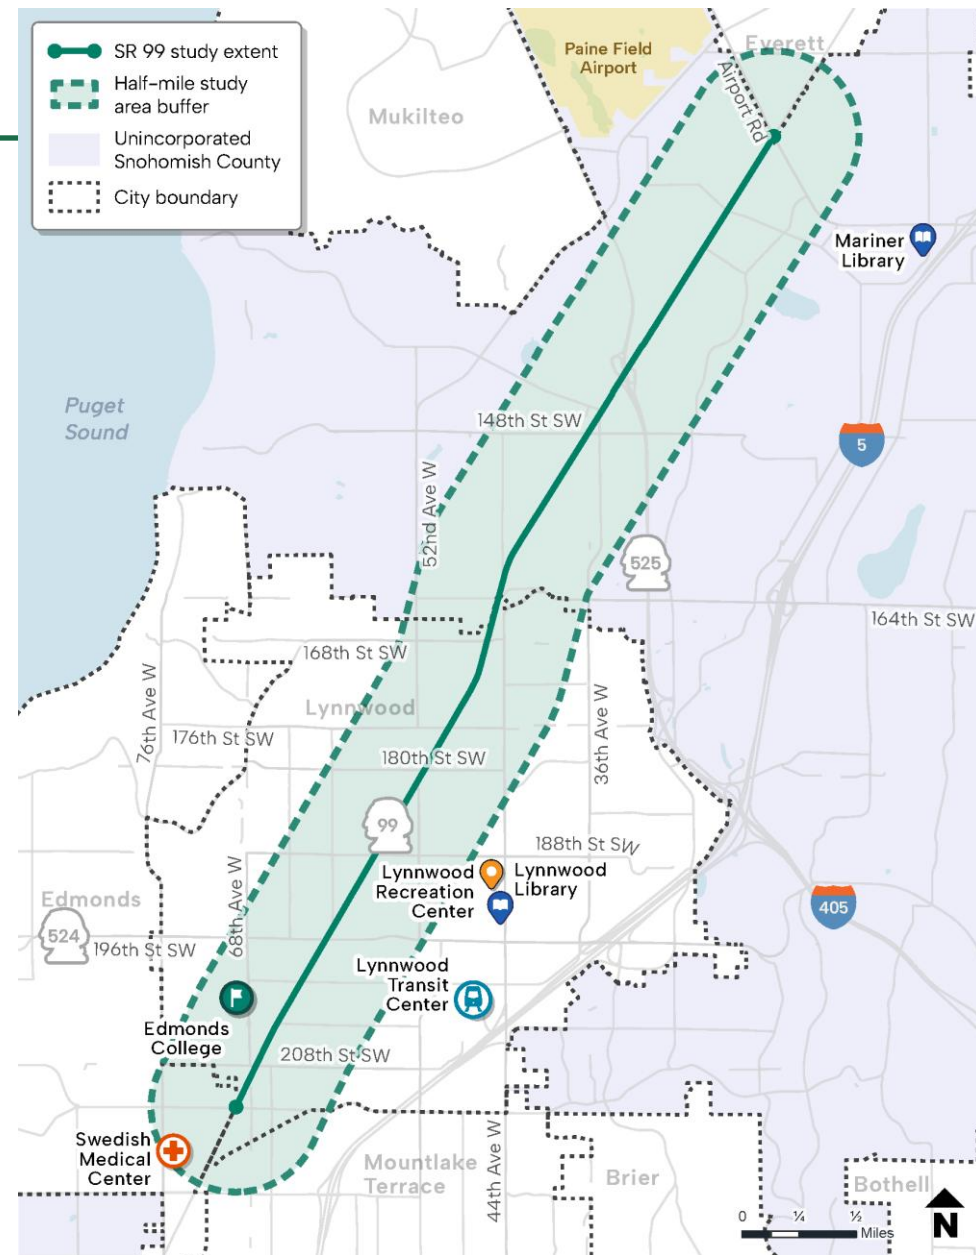 SR 99 study extent
Half-mile study
area buffer
Unincorporated
Snohomish County
City boundary
Paine Field
Airport
Everett
Airport Rd
Mukilteo
Mariner
Library
Puget
Sound
148th St SW
5
52nd Ave W
525
164th St SW
168th St SW
Lynnwood
76th Ave W
176th St SW
36th Ave W
180th St SW
99
188th St SW
Lynnwood
Recreation
Center
Lynnwood
Library
Edmonds
405
68th Ave W
524
196th St SW
Lynnwood
Transit
Center
Edmonds
College
208th St SW
Swedish
Medical
Center
Mountlake
Terrace
44th Ave W
Brier
Bothell
0 ¼ ½
Miles
N